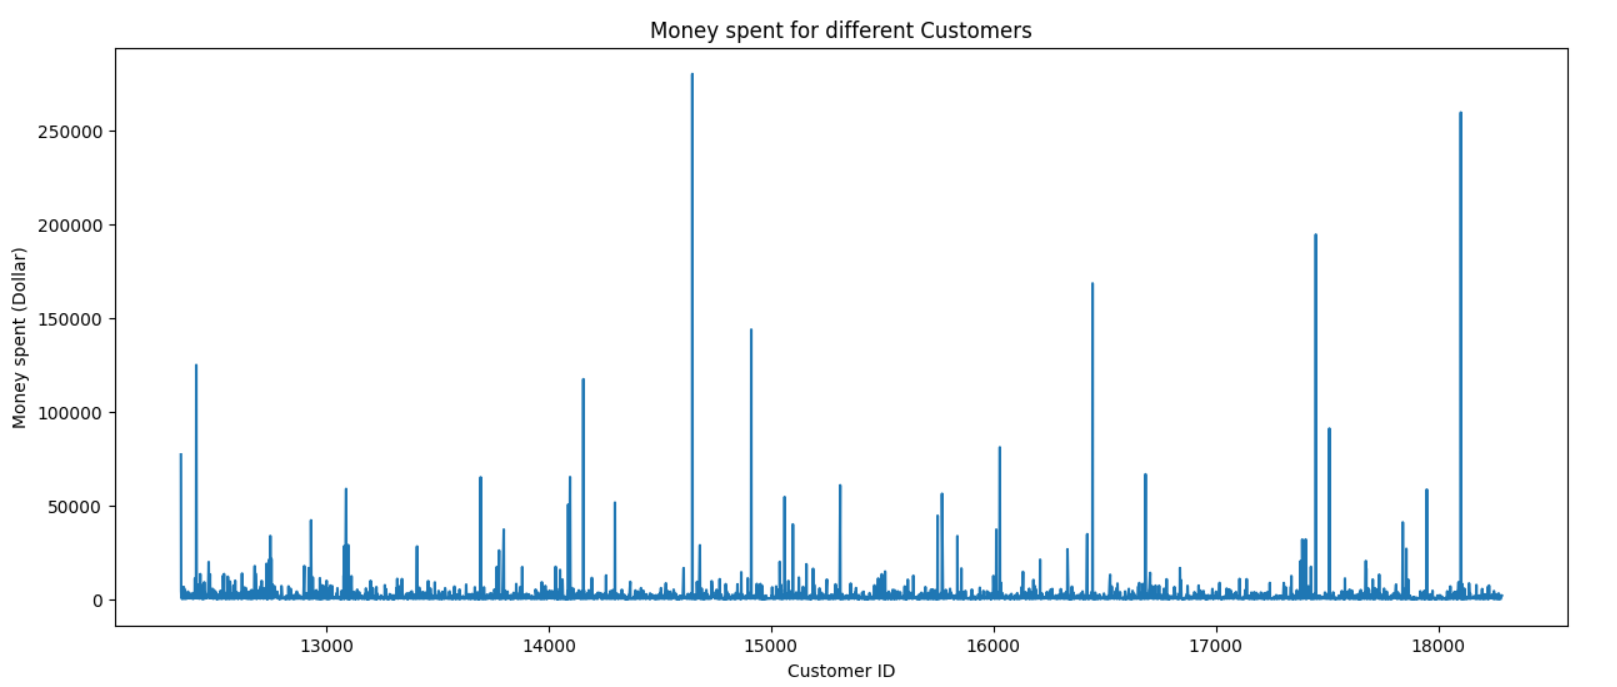 Money spent for different Customers
Money spent (Dollar)
250000
200000
150000
100000
50000
0
13000 14000 15000 16000 17000 18000
Customer ID